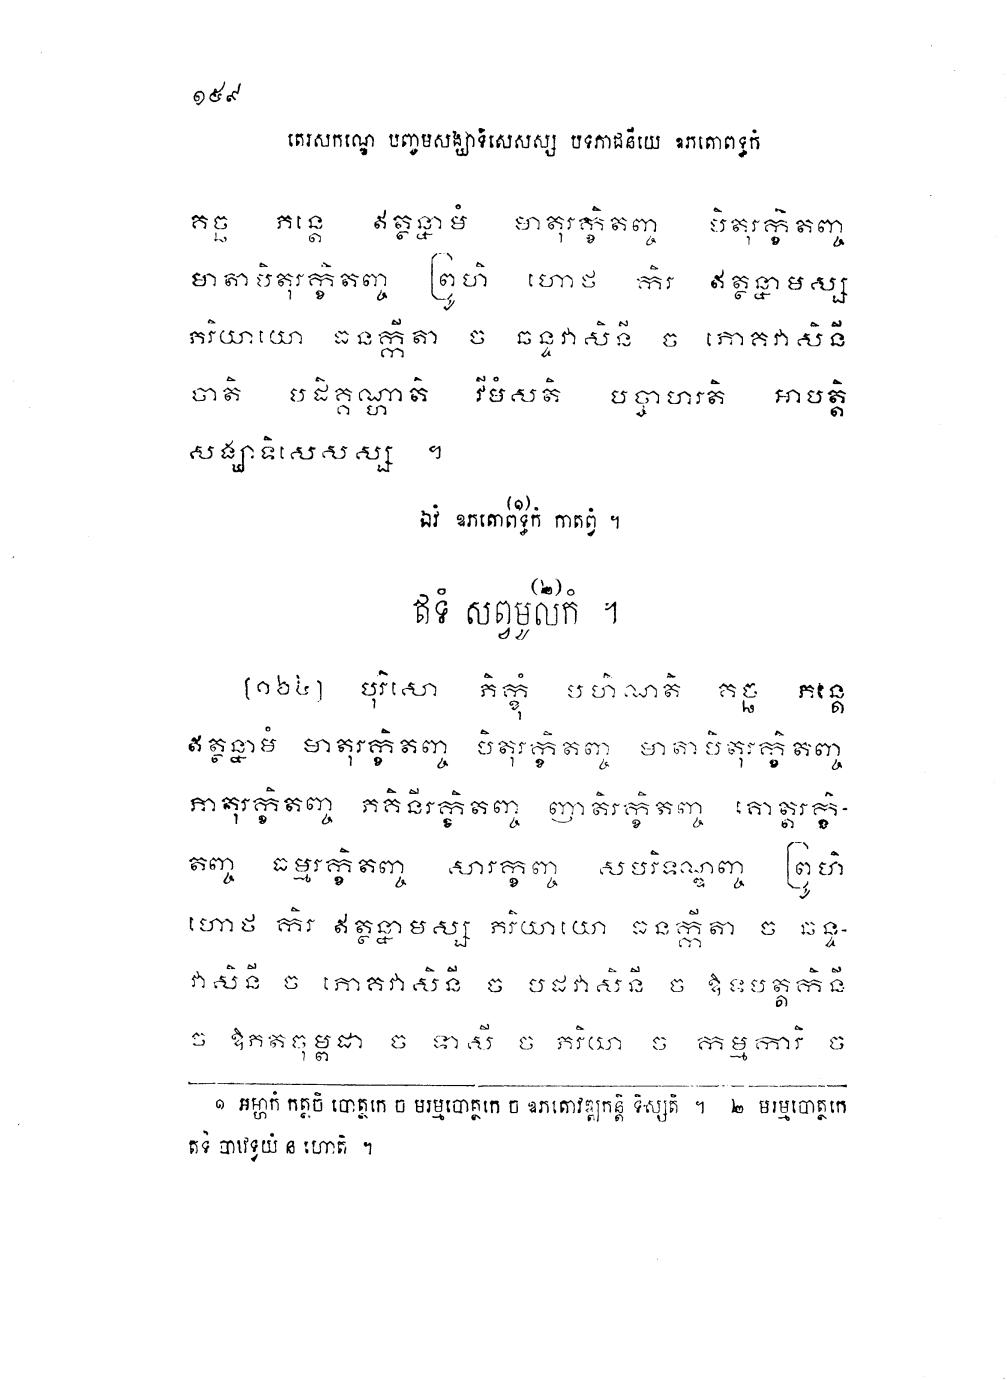 ១៥៩
តេរសកណ្ឌេ បញ្ចមសង្ឃាទិសេសស្ស បទភាជនីយេ ឧភតោពទ្ធកំ
គច្ឆ ភន្តេ ឥត្ថន្នាមំ មាតុរក្ខិតញ្ច បិតុរក្ខិតញ្ច
មាតាបិតុរក្ខិតញ្ច ព្រូហិ ហោថ កិរ ឥត្ថន្នាមស្ស
ភរិយាយោ ធនក្កីតា ច ឆន្ទវាសិនី ច ភោគវាសិនី
ចាតិ បដិគ្គណ្ហាតិ វីមំសតិ បច្ចាហរតិ អាបត្តិ
សង្ឃាទិសេសស្ស ។
ឯវំ ឧភតោពទ្ធកំ(១) កាតព្វំ ។
ឥទំ សព្វមូលកំ(២) ។
[១៦៤] បុរិសោ ភិក្ខុំ បហិណតិ គច្ឆ ភន្តេ
ឥត្ថន្នាមំ មាតុរក្ខិតញ្ច បិតុរក្ខិតញ្ច មាតាបិតុរក្ខិតញ្ច
ភាតុរក្ខិតញ្ច ភគិនីរក្ខិតញ្ច ញាតិរក្ខិតញ្ច គោត្តរក្ខិ-
តញ្ច ធម្មរក្ខិតញ្ច សារក្ខញ្ច សបរិទណ្ឌញ្ច ព្រូហិ
ហោថ កិរ ឥត្ថន្នាមស្ស ភរិយាយោ ធនក្កីតា ច ឆន្ទ-
វាសិនី ច ភោគវាសិនី ច បដវាសិនី ច ឱទបត្តកិនី
ច ឱភតចុម្ពដា ច ទាសី ច ភរិយា ច កម្មការី ច
១ អម្ហាកំ កត្ថចិ បោត្ថកេ ច មរម្មបោត្ថកេ ច ឧភតោវឌ្ឍកន្តិ ទិស្សតិ ។ ២ មរម្មបោត្ថកេ
ឥទំ បាឋទ្វយំ ន ហោតិ ។